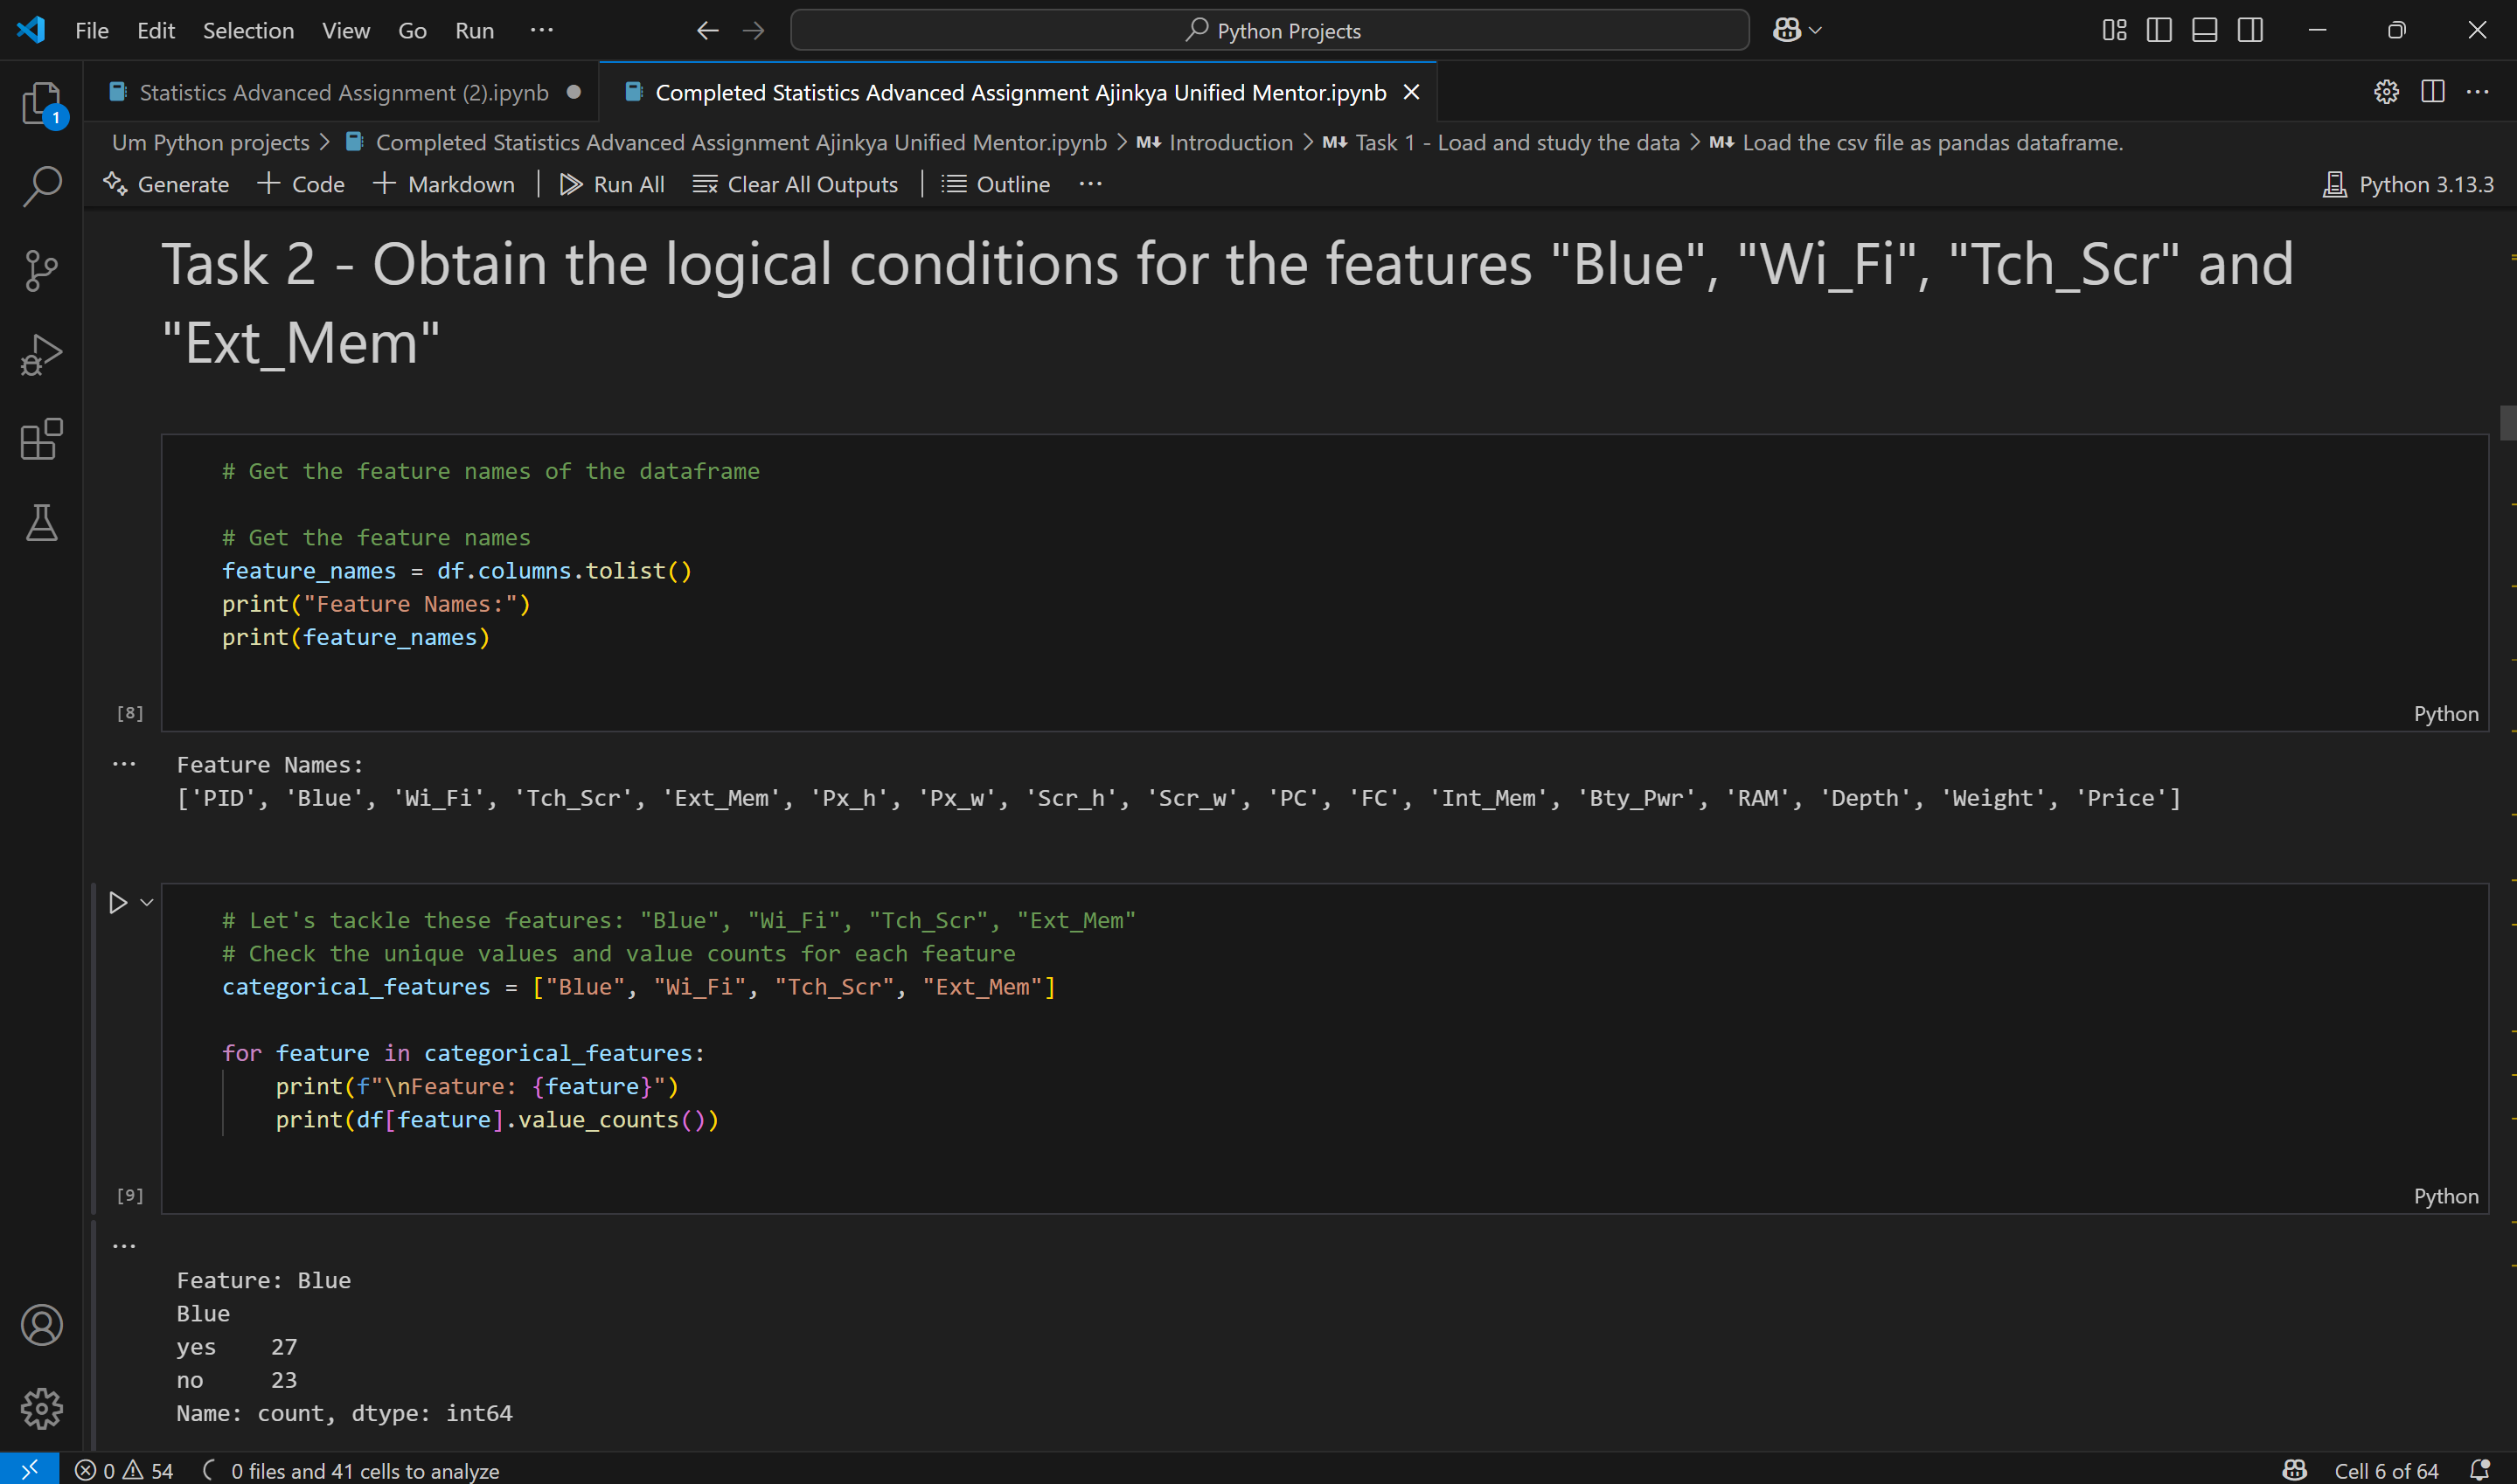 File Edit Selection View Go Run ··· Python Projects
Statistics Advanced Assignment (2).ipynb Completed Statistics Advanced Assignment Ajinkya Unified Mentor.ipynb
1
Um Python projects > Completed Statistics Advanced Assignment Ajinkya Unified Mentor.ipynb > M↓ Introduction > M↓ Task 1 - Load and study the data > M↓ Load the csv file as pandas dataframe.
Generate + Code + Markdown | Run All Clear All Outputs | Outline ··· Python 3.13.3
Task 2 - Obtain the logical conditions for the features "Blue", "Wi_Fi", "Tch_Scr" and
"Ext_Mem"
# Get the feature names of the dataframe
# Get the feature names
feature_names = df.columns.tolist()
print("Feature Names:")
print(feature_names)
[8] Python
··· Feature Names:
['PID', 'Blue', 'Wi_Fi', 'Tch_Scr', 'Ext_Mem', 'Px_h', 'Px_w', 'Scr_h', 'Scr_w', 'PC', 'FC', 'Int_Mem', 'Bty_Pwr', 'RAM', 'Depth', 'Weight', 'Price']
# Let's tackle these features: "Blue", "Wi_Fi", "Tch_Scr", "Ext_Mem"
# Check the unique values and value counts for each feature
categorical_features = ["Blue", "Wi_Fi", "Tch_Scr", "Ext_Mem"]
for feature in categorical_features:
    print(f"\nFeature: {feature}")
    print(df[feature].value_counts())
[9] Python
···
Feature: Blue
Blue
yes    27
no     23
Name: count, dtype: int64
0 54 0 files and 41 cells to analyze Cell 6 of 64